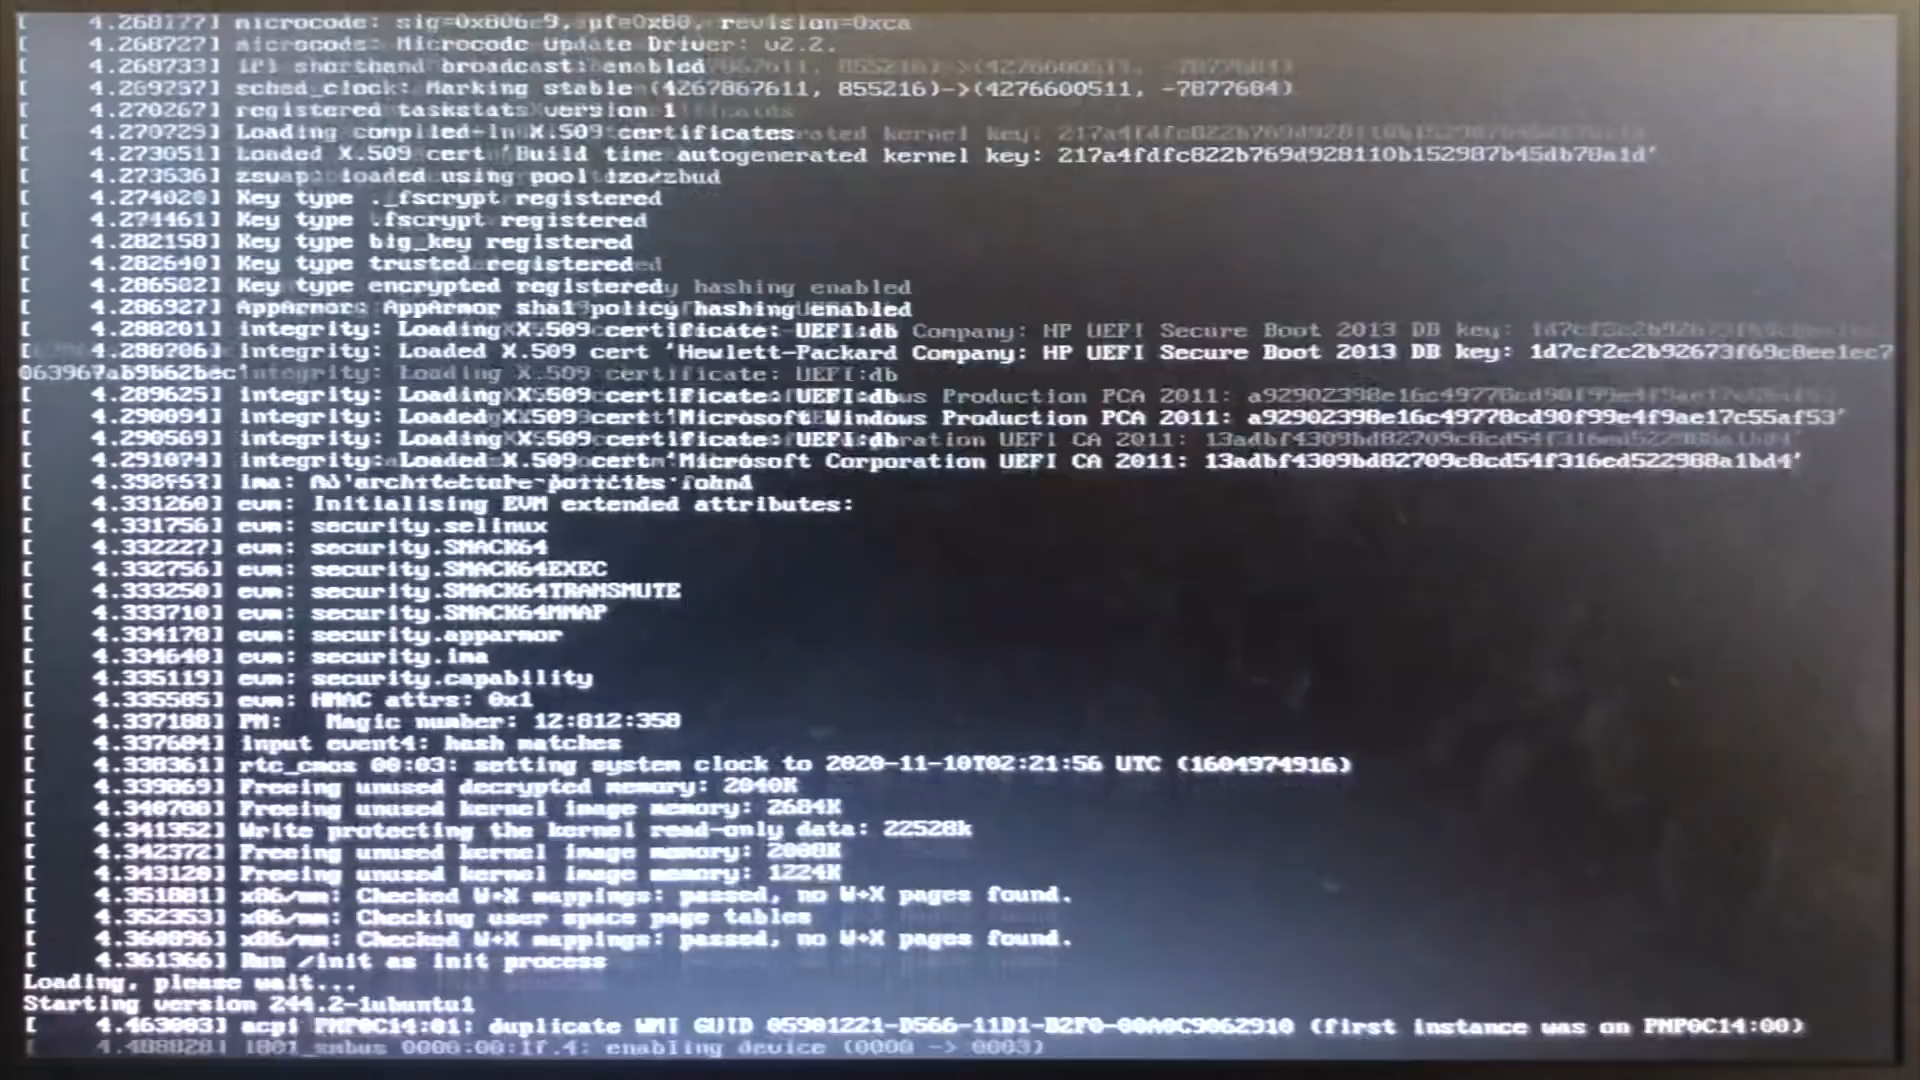 [    4.268177] microcode: sig=0x806e9, pf=0x80, revision=0xca
[    4.268727] microcode: Microcode Update Driver: v2.2.
[    4.268733] IPI shorthand broadcast: enabled
[    4.269757] sched_clock: Marking stable (4267867611, 855216)->(4276600511, -7877684)
[    4.270267] registered taskstats version 1
[    4.270729] Loading compiled-in X.509 certificates
[    4.273051] Loaded X.509 cert 'Build time autogenerated kernel key: 217a4fdfc822b769d928110b152987b45db78a1d'
[    4.273536] zswap: loaded using pool lzo/zbud
[    4.274020] Key type ._fscrypt registered
[    4.274461] Key type .fscrypt registered
[    4.282158] Key type big_key registered
[    4.282640] Key type trusted registered
[    4.286502] Key type encrypted registered
[    4.286927] AppArmor: AppArmor sha1 policy hashing enabled
[    4.288201] integrity: Loading X.509 certificate: UEFI:db
[    4.288706] integrity: Loaded X.509 cert 'Hewlett-Packard Company: HP UEFI Secure Boot 2013 DB key: 1d7cf2c2b92673f69c8ee1ec7
063967ab9b62bec'
[    4.289625] integrity: Loading X.509 certificate: UEFI:db
[    4.290094] integrity: Loaded X.509 cert 'Microsoft Windows Production PCA 2011: a92902398e16c49778cd90f99e4f9ae17c55af53'
[    4.290569] integrity: Loading X.509 certificate: UEFI:db
[    4.291074] integrity: Loaded X.509 cert 'Microsoft Corporation UEFI CA 2011: 13adbf4309bd82709c8cd54f316ed522988a1bd4'
[ ima: No architecture policies found
[    4.331260] evm: Initialising EVM extended attributes:
[    4.331756] evm: security.selinux
[    4.332227] evm: security.SMACK64
[    4.332756] evm: security.SMACK64EXEC
[    4.333250] evm: security.SMACK64TRANSMUTE
[    4.333710] evm: security.SMACK64MMAP
[    4.334178] evm: security.apparmor
[    4.334648] evm: security.ima
[    4.335119] evm: security.capability
[    4.335585] evm: HMAC attrs: 0x1
[    4.337188] PM:   Magic number: 12:812:358
[    4.337684] input event4: hash matches
[    4.338361] rtc_cmos 00:03: setting system clock to 2020-11-10T02:21:56 UTC (1604974916)
[    4.339869] Freeing unused decrypted memory: 2040K
[    4.340788] Freeing unused kernel image memory: 2684K
[    4.341352] Write protecting the kernel read-only data: 22528k
[    4.342372] Freeing unused kernel image memory: 2008K
[    4.343128] Freeing unused kernel image memory: 1224K
[    4.351881] x86/mm: Checked W+X mappings: passed, no W+X pages found.
[    4.352353] x86/mm: Checking user space page tables
[    4.360896] x86/mm: Checked W+X mappings: passed, no W+X pages found.
[    4.361366] Run /init as init process
Loading, please wait...
Starting version 244.2-1ubuntu1
[    4.463003] acpi PNP0C14:01: duplicate WMI GUID 05901221-D566-11D1-B2F0-00A0C9062910 (first instance was on PNP0C14:00)
[    4.488828] i801_smbus 0000:00:1f.4: enabling device (0000 -> 0003)